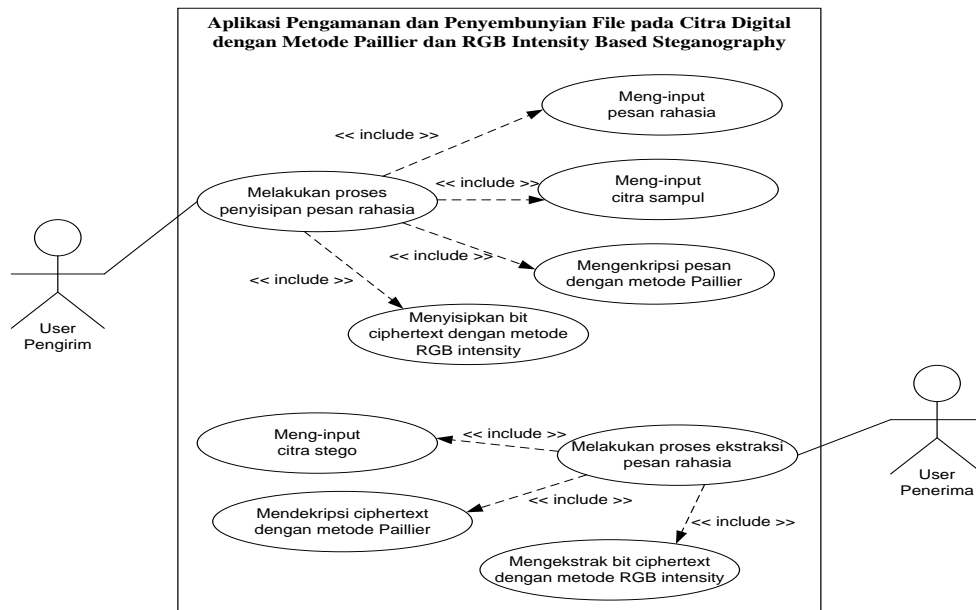 Aplikasi Pengamanan dan Penyembunyian File pada Citra Digital
dengan Metode Paillier dan RGB Intensity Based Steganography
Meng-input
pesan rahasia
<< include >>
Melakukan proses
penyisipan pesan rahasia
<< include >>
Meng-input
citra sampul
<< include >>
Mengenkripsi pesan
dengan metode Paillier
<< include >>
Menyisipkan bit
ciphertext dengan metode
RGB intensity
User
Pengirim
Meng-input
citra stego
<< include >>
Melakukan proses ekstraksi
pesan rahasia
Mendekripsi ciphertext
dengan metode Paillier
<< include >>
<< include >>
Mengekstrak bit ciphertext
dengan metode RGB intensity
User
Penerima